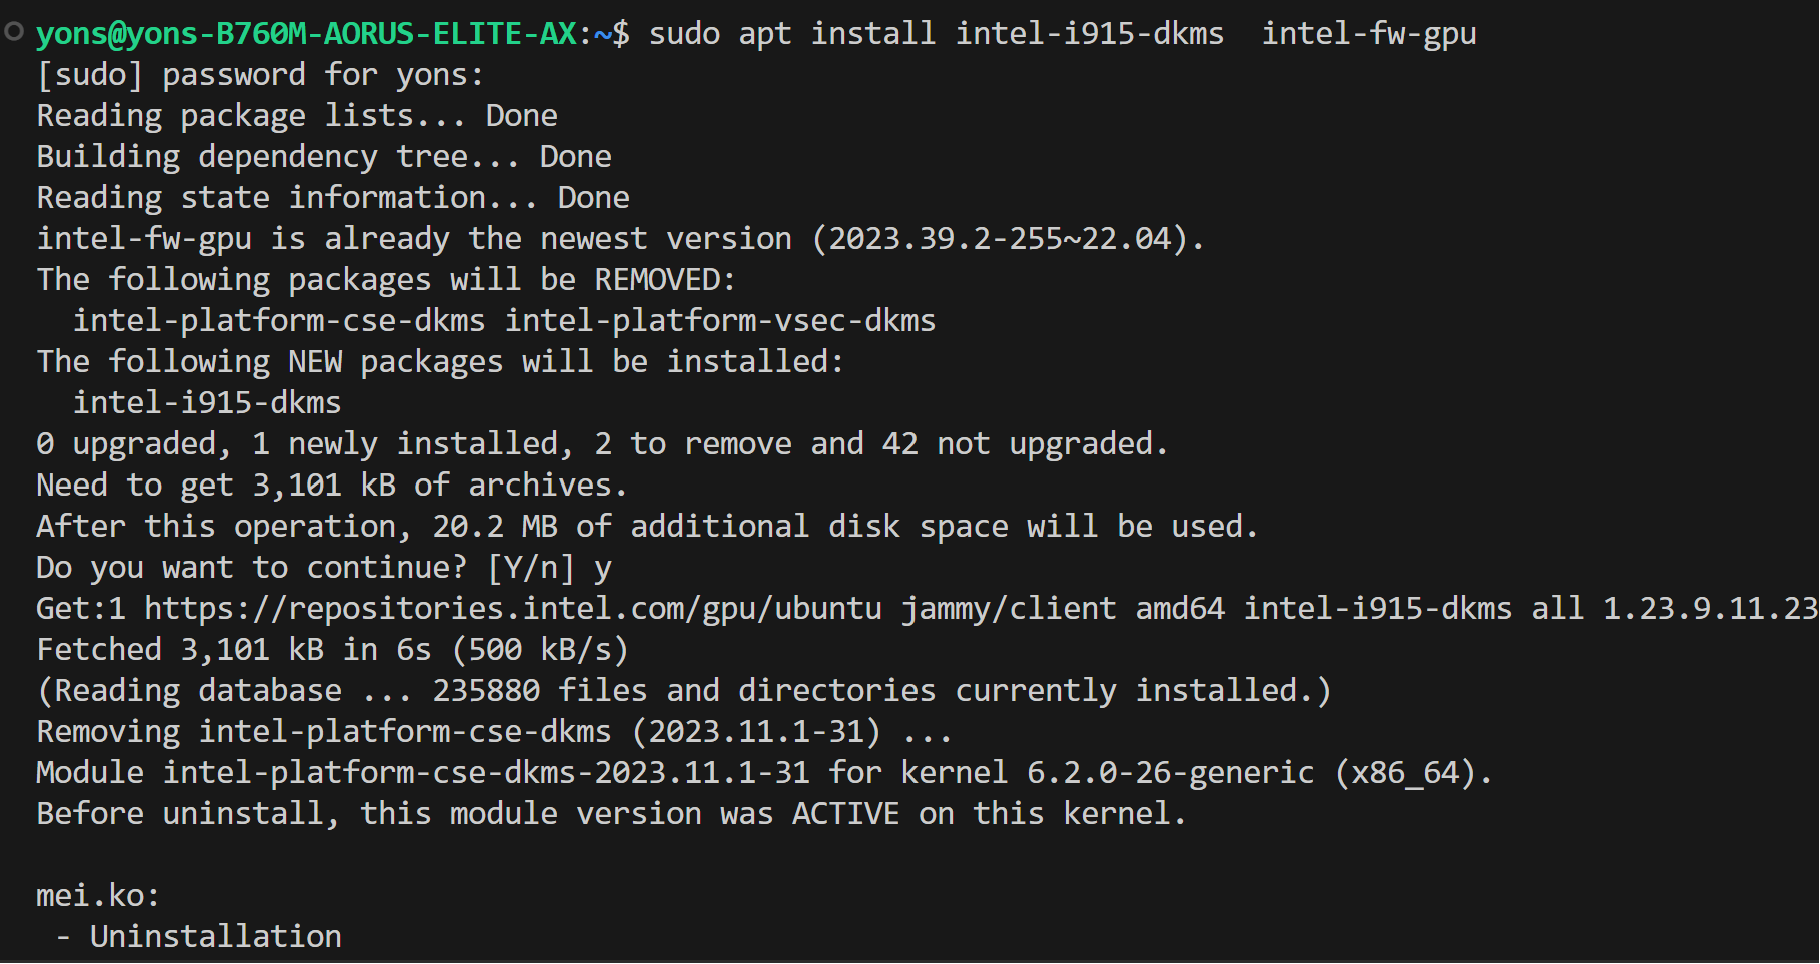 yons@yons-B760M-AORUS-ELITE-AX:~$ sudo apt install intel-i915-dkms  intel-fw-gpu
[sudo] password for yons:
Reading package lists... Done
Building dependency tree... Done
Reading state information... Done
intel-fw-gpu is already the newest version (2023.39.2-255~22.04).
The following packages will be REMOVED:
  intel-platform-cse-dkms intel-platform-vsec-dkms
The following NEW packages will be installed:
  intel-i915-dkms
0 upgraded, 1 newly installed, 2 to remove and 42 not upgraded.
Need to get 3,101 kB of archives.
After this operation, 20.2 MB of additional disk space will be used.
Do you want to continue? [Y/n] y
Get:1 https://repositories.intel.com/gpu/ubuntu jammy/client amd64 intel-i915-dkms all 1.23.9.11.23
Fetched 3,101 kB in 6s (500 kB/s)
(Reading database ... 235880 files and directories currently installed.)
Removing intel-platform-cse-dkms (2023.11.1-31) ...
Module intel-platform-cse-dkms-2023.11.1-31 for kernel 6.2.0-26-generic (x86_64).
Before uninstall, this module version was ACTIVE on this kernel.

mei.ko:
 - Uninstallation